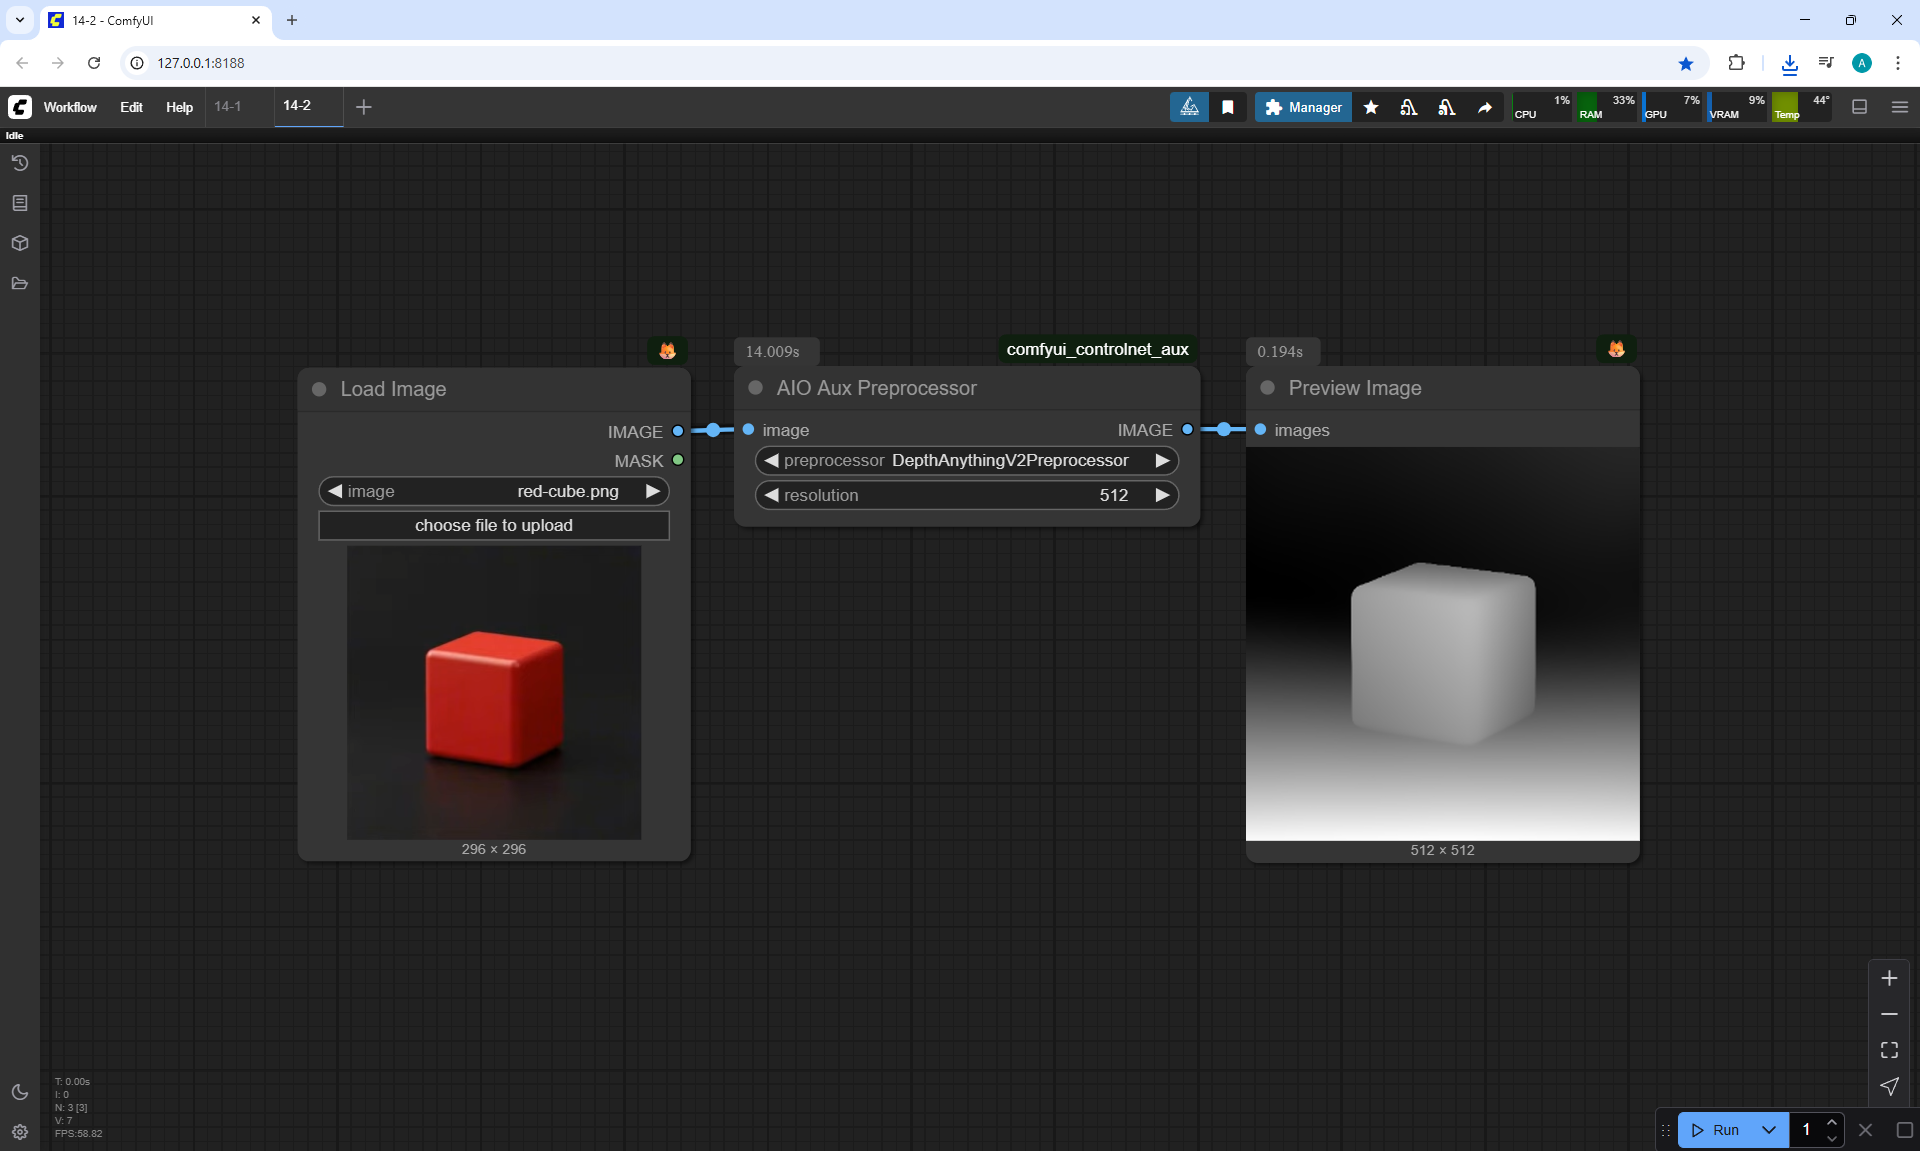 14-2 - ComfyUI
127.0.0.1:8188
A
Workflow Edit Help 14-1 14-2
Manager
1% CPU 33% RAM 7% GPU 9% VRAM 44° Temp
Idle
Load Image
IMAGE
MASK
image red-cube.png
choose file to upload
296 × 296
14.009s
comfyui_controlnet_aux
AIO Aux Preprocessor
image IMAGE
preprocessor DepthAnythingV2Preprocessor
resolution 512
0.194s
Preview Image
images
512 × 512
T: 0.00s
I: 0
N: 3 [3]
V: 7
FPS:58.82
Run 1